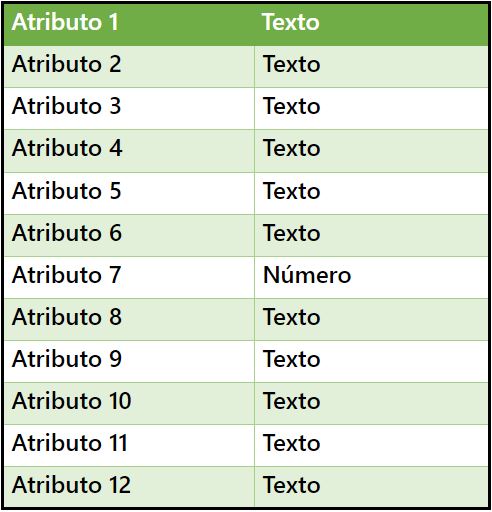 Atributo 1 Texto
Atributo 2 Texto
Atributo 3 Texto
Atributo 4 Texto
Atributo 5 Texto
Atributo 6 Texto
Atributo 7 Número
Atributo 8 Texto
Atributo 9 Texto
Atributo 10 Texto
Atributo 11 Texto
Atributo 12 Texto